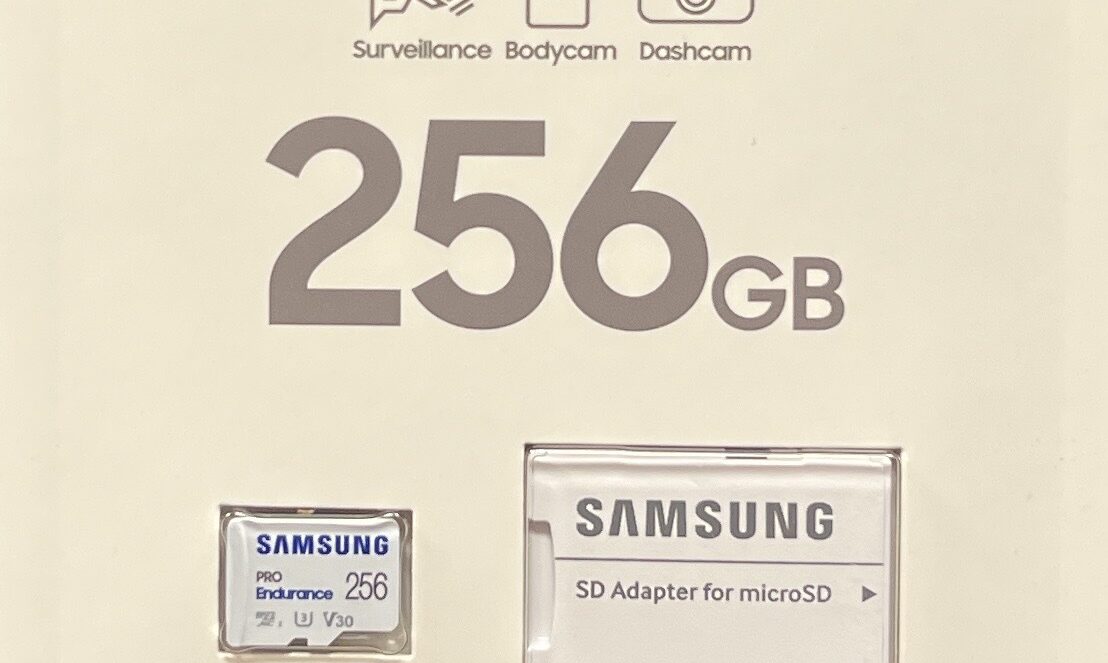 Surveillance Bodycam Dashcam
256GB
SAMSUNG
PRO
Endurance 256
U3 V30
SAMSUNG
SD Adapter for microSD ▶